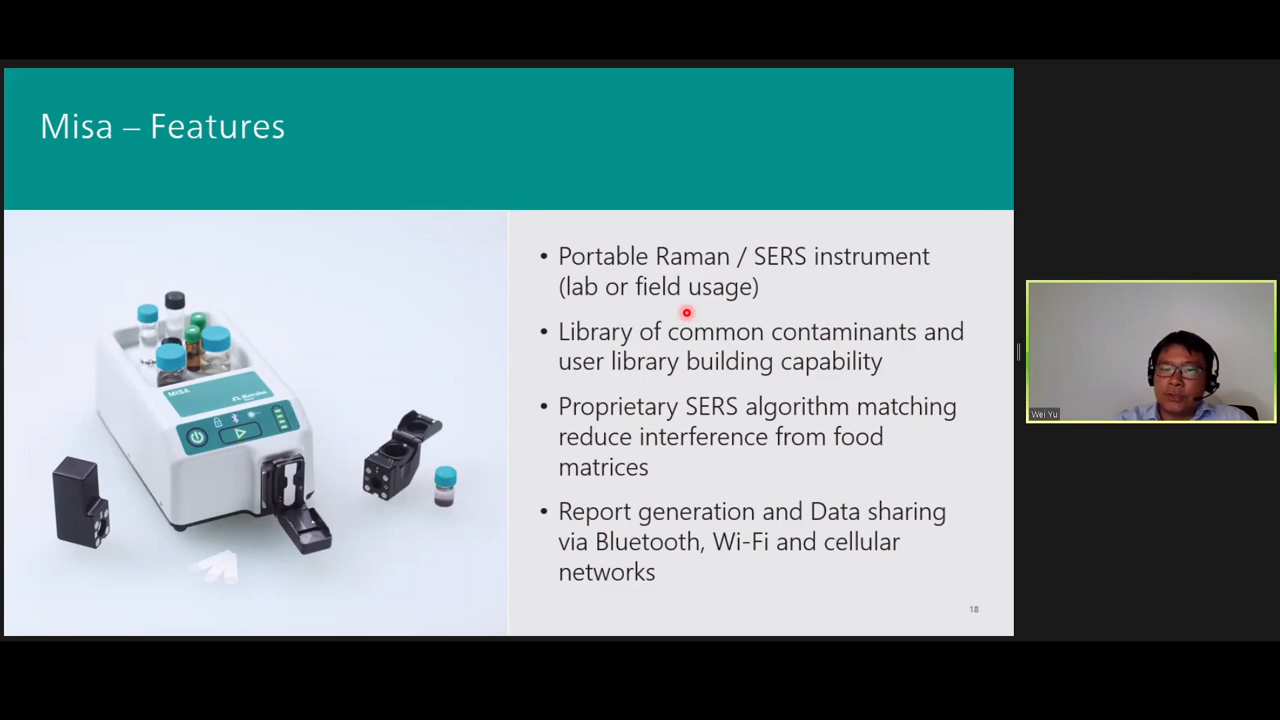 Misa – Features
MISA
Metrohm
• Portable Raman / SERS instrument
(lab or field usage)
• Library of common contaminants and
user library building capability
• Proprietary SERS algorithm matching
reduce interference from food
matrices
• Report generation and Data sharing
via Bluetooth, Wi-Fi and cellular
networks
18
Wei Yu